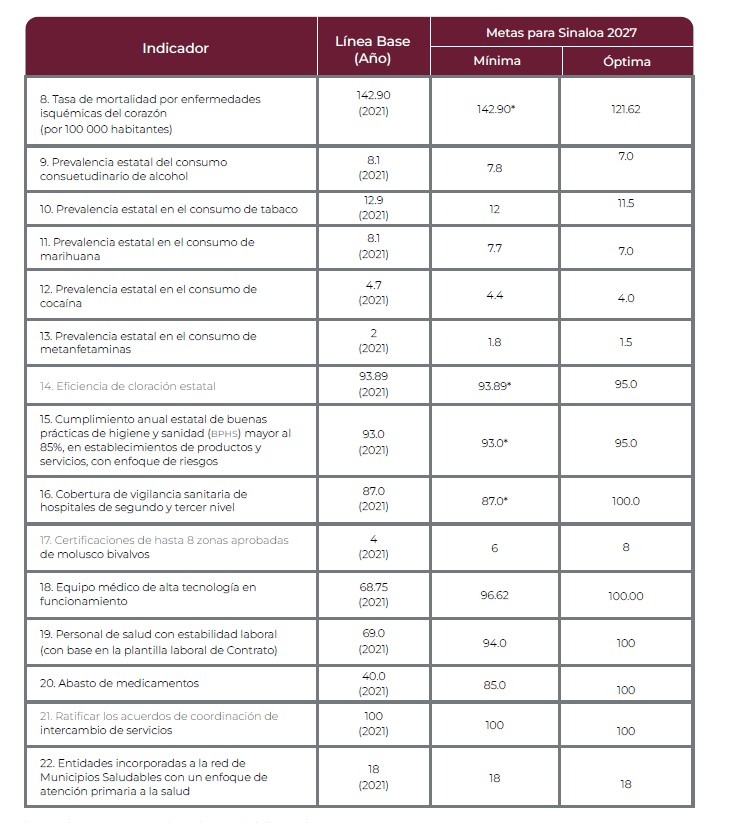 Indicador
Línea Base
(Año)
Metas para Sinaloa 2027
Mínima
Óptima
8. Tasa de mortalidad por enfermedades
isquémicas del corazón
(por 100 000 habitantes)
142.90
(2021)
142.90*
121.62
9. Prevalencia estatal del consumo
consuetudinario de alcohol
8.1
(2021)
7.8
7.0
10. Prevalencia estatal en el consumo de tabaco
12.9
(2021)
12
11.5
11. Prevalencia estatal en el consumo de
marihuana
8.1
(2021)
7.7
7.0
12. Prevalencia estatal en el consumo de
cocaína
4.7
(2021)
4.4
4.0
13. Prevalencia estatal en el consumo de
metanfetaminas
2
(2021)
1.8
1.5
14. Eficiencia de cloración estatal
93.89
(2021)
93.89*
95.0
15. Cumplimiento anual estatal de buenas
prácticas de higiene y sanidad (BPHS) mayor al
85%, en establecimientos de productos y
servicios, con enfoque de riesgos
93.0
(2021)
93.0*
95.0
16. Cobertura de vigilancia sanitaria de
hospitales de segundo y tercer nivel
87.0
(2021)
87.0*
100.0
17. Certificaciones de hasta 8 zonas aprobadas
de molusco bivalvos
4
(2021)
6
8
18. Equipo médico de alta tecnología en
funcionamiento
68.75
(2021)
96.62
100.00
19. Personal de salud con estabilidad laboral
(con base en la plantilla laboral de Contrato)
69.0
(2021)
94.0
100
20. Abasto de medicamentos
40.0
(2021)
85.0
100
21. Ratificar los acuerdos de coordinación de
intercambio de servicios
100
(2021)
100
100
22. Entidades incorporadas a la red de
Municipios Saludables con un enfoque de
atención primaria a la salud
18
(2021)
18
18